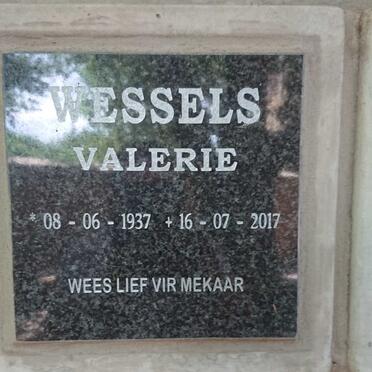 WESSELS
VALERIE
* 08 - 06 - 1937 + 16 - 07 - 2017
WEES LIEF VIR MEKAAR